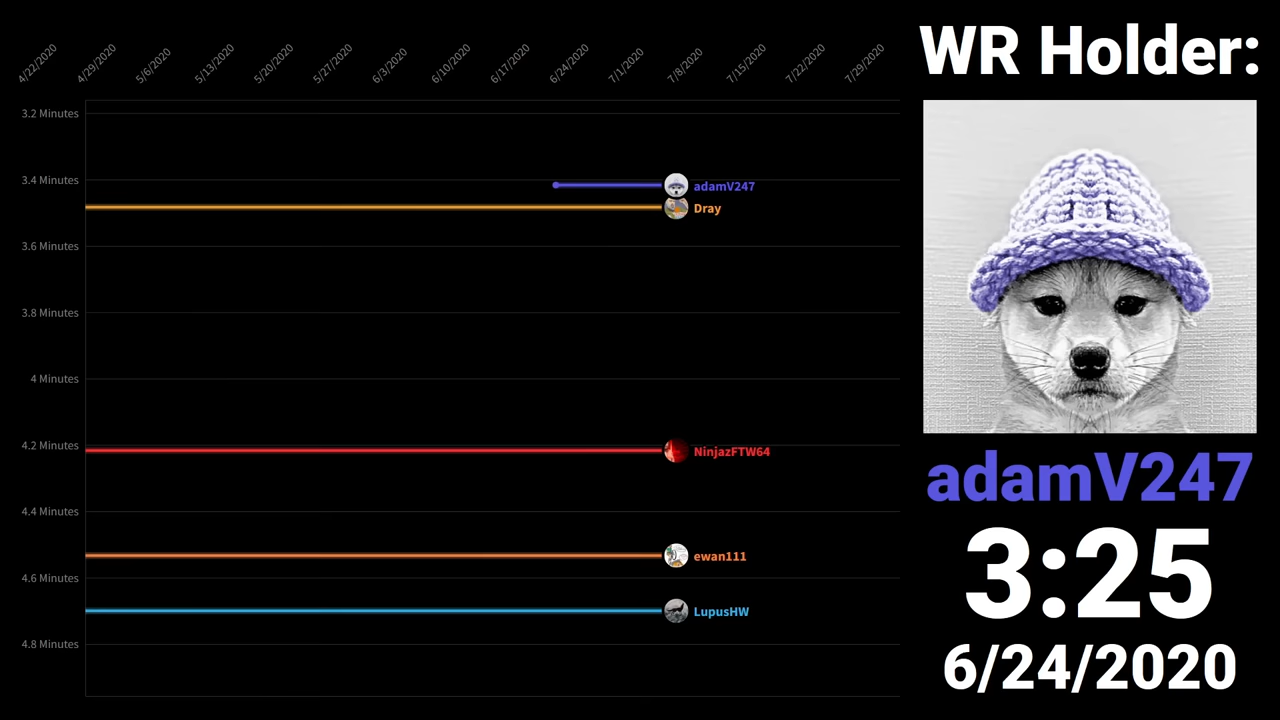 4/22/2020
4/29/2020
5/6/2020
5/13/2020
5/20/2020
5/27/2020
6/3/2020
6/10/2020
6/17/2020
6/24/2020
7/1/2020
7/8/2020
7/15/2020
7/22/2020
7/29/2020
WR Holder:
3.2 Minutes
3.4 Minutes
adamV247
Dray
3.6 Minutes
3.8 Minutes
4 Minutes
4.2 Minutes
NinjazFTW64
4.4 Minutes
ewan111
4.6 Minutes
LupusHW
4.8 Minutes
adamV247
3:25
6/24/2020